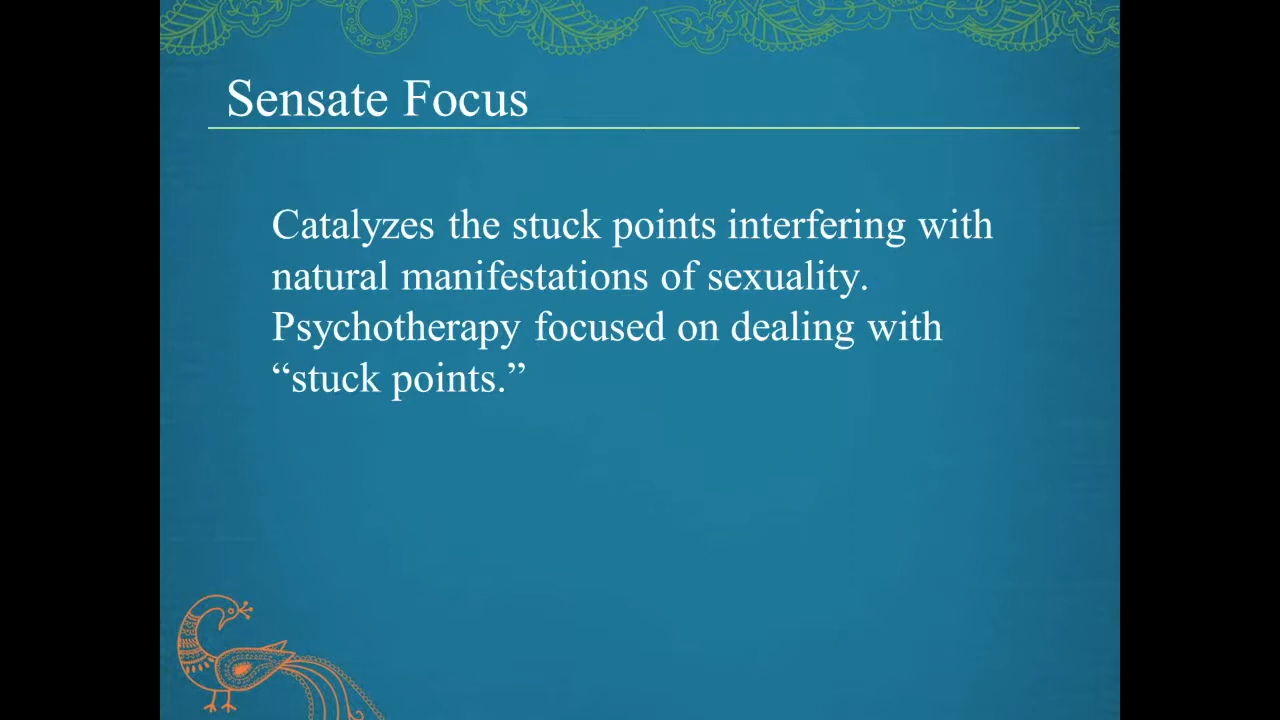 Sensate Focus
Catalyzes the stuck points interfering with
natural manifestations of sexuality.
Psychotherapy focused on dealing with
“stuck points.”